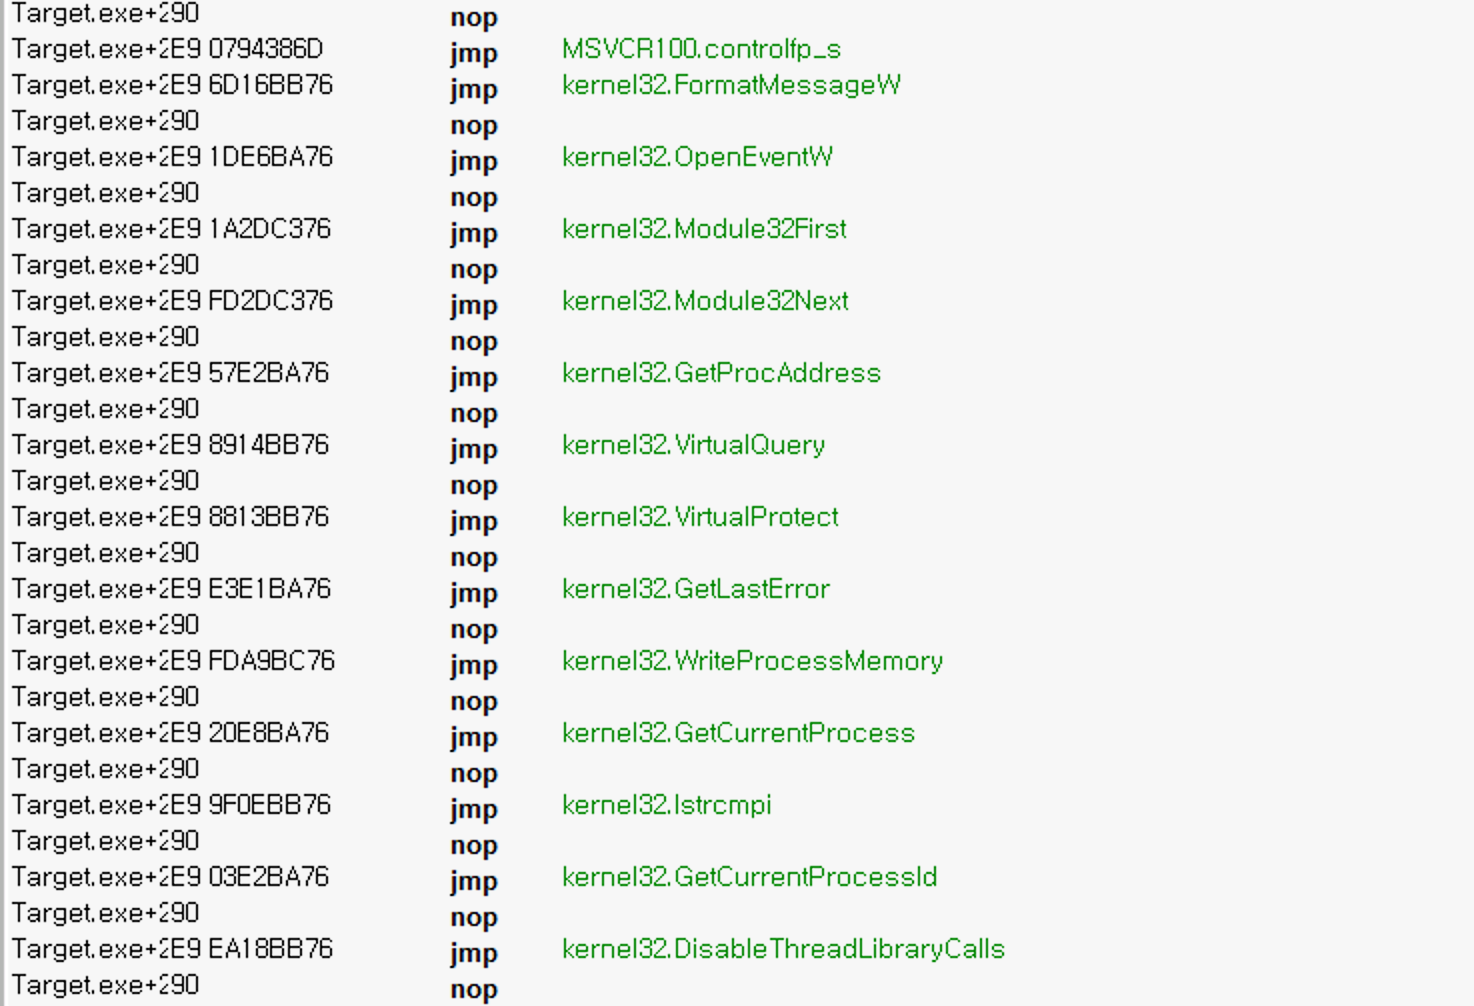 Target.exe+290 nop
Target.exe+2E9 0794386D jmp MSVCR100.controlfp_s
Target.exe+2E9 6D16BB76 jmp kernel32.FormatMessageW
Target.exe+290 nop
Target.exe+2E9 1DE6BA76 jmp kernel32.OpenEventW
Target.exe+290 nop
Target.exe+2E9 1A2DC376 jmp kernel32.Module32First
Target.exe+290 nop
Target.exe+2E9 FD2DC376 jmp kernel32.Module32Next
Target.exe+290 nop
Target.exe+2E9 57E2BA76 jmp kernel32.GetProcAddress
Target.exe+290 nop
Target.exe+2E9 8914BB76 jmp kernel32.VirtualQuery
Target.exe+290 nop
Target.exe+2E9 8813BB76 jmp kernel32.VirtualProtect
Target.exe+290 nop
Target.exe+2E9 E3E1BA76 jmp kernel32.GetLastError
Target.exe+290 nop
Target.exe+2E9 FDA9BC76 jmp kernel32.WriteProcessMemory
Target.exe+290 nop
Target.exe+2E9 20E8BA76 jmp kernel32.GetCurrentProcess
Target.exe+290 nop
Target.exe+2E9 9F0EBB76 jmp kernel32.lstrcmpi
Target.exe+290 nop
Target.exe+2E9 03E2BA76 jmp kernel32.GetCurrentProcessId
Target.exe+290 nop
Target.exe+2E9 EA18BB76 jmp kernel32.DisableThreadLibraryCalls
Target.exe+290 nop